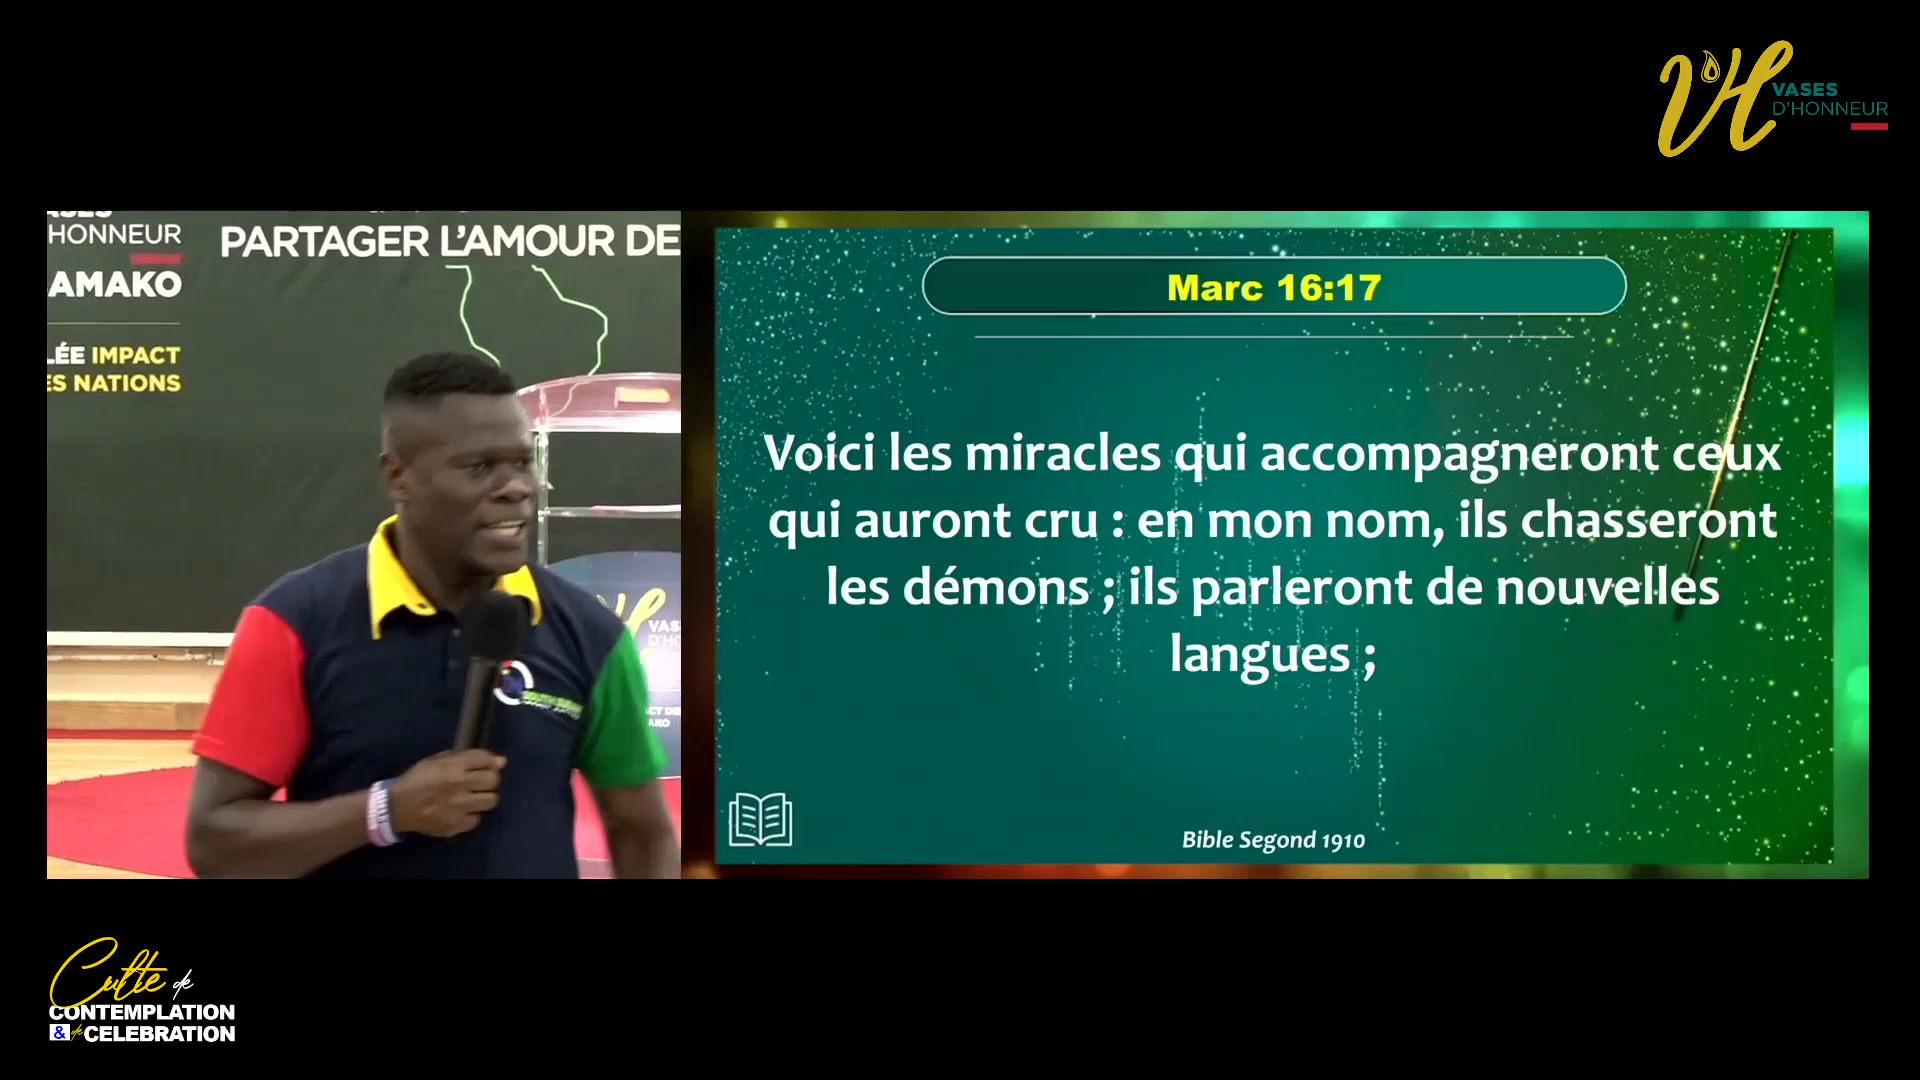 VH VASES
D'HONNEUR
HONNEUR
AMAKO
LÉE IMPACT
ES NATIONS
PARTAGER L'AMOUR DE
Marc 16:17
Voici les miracles qui accompagneront ceux
qui auront cru : en mon nom, ils chasseront
les démons ; ils parleront de nouvelles
langues ;
Bible Segond 1910
Culte de
CONTEMPLATION
& de CELEBRATION